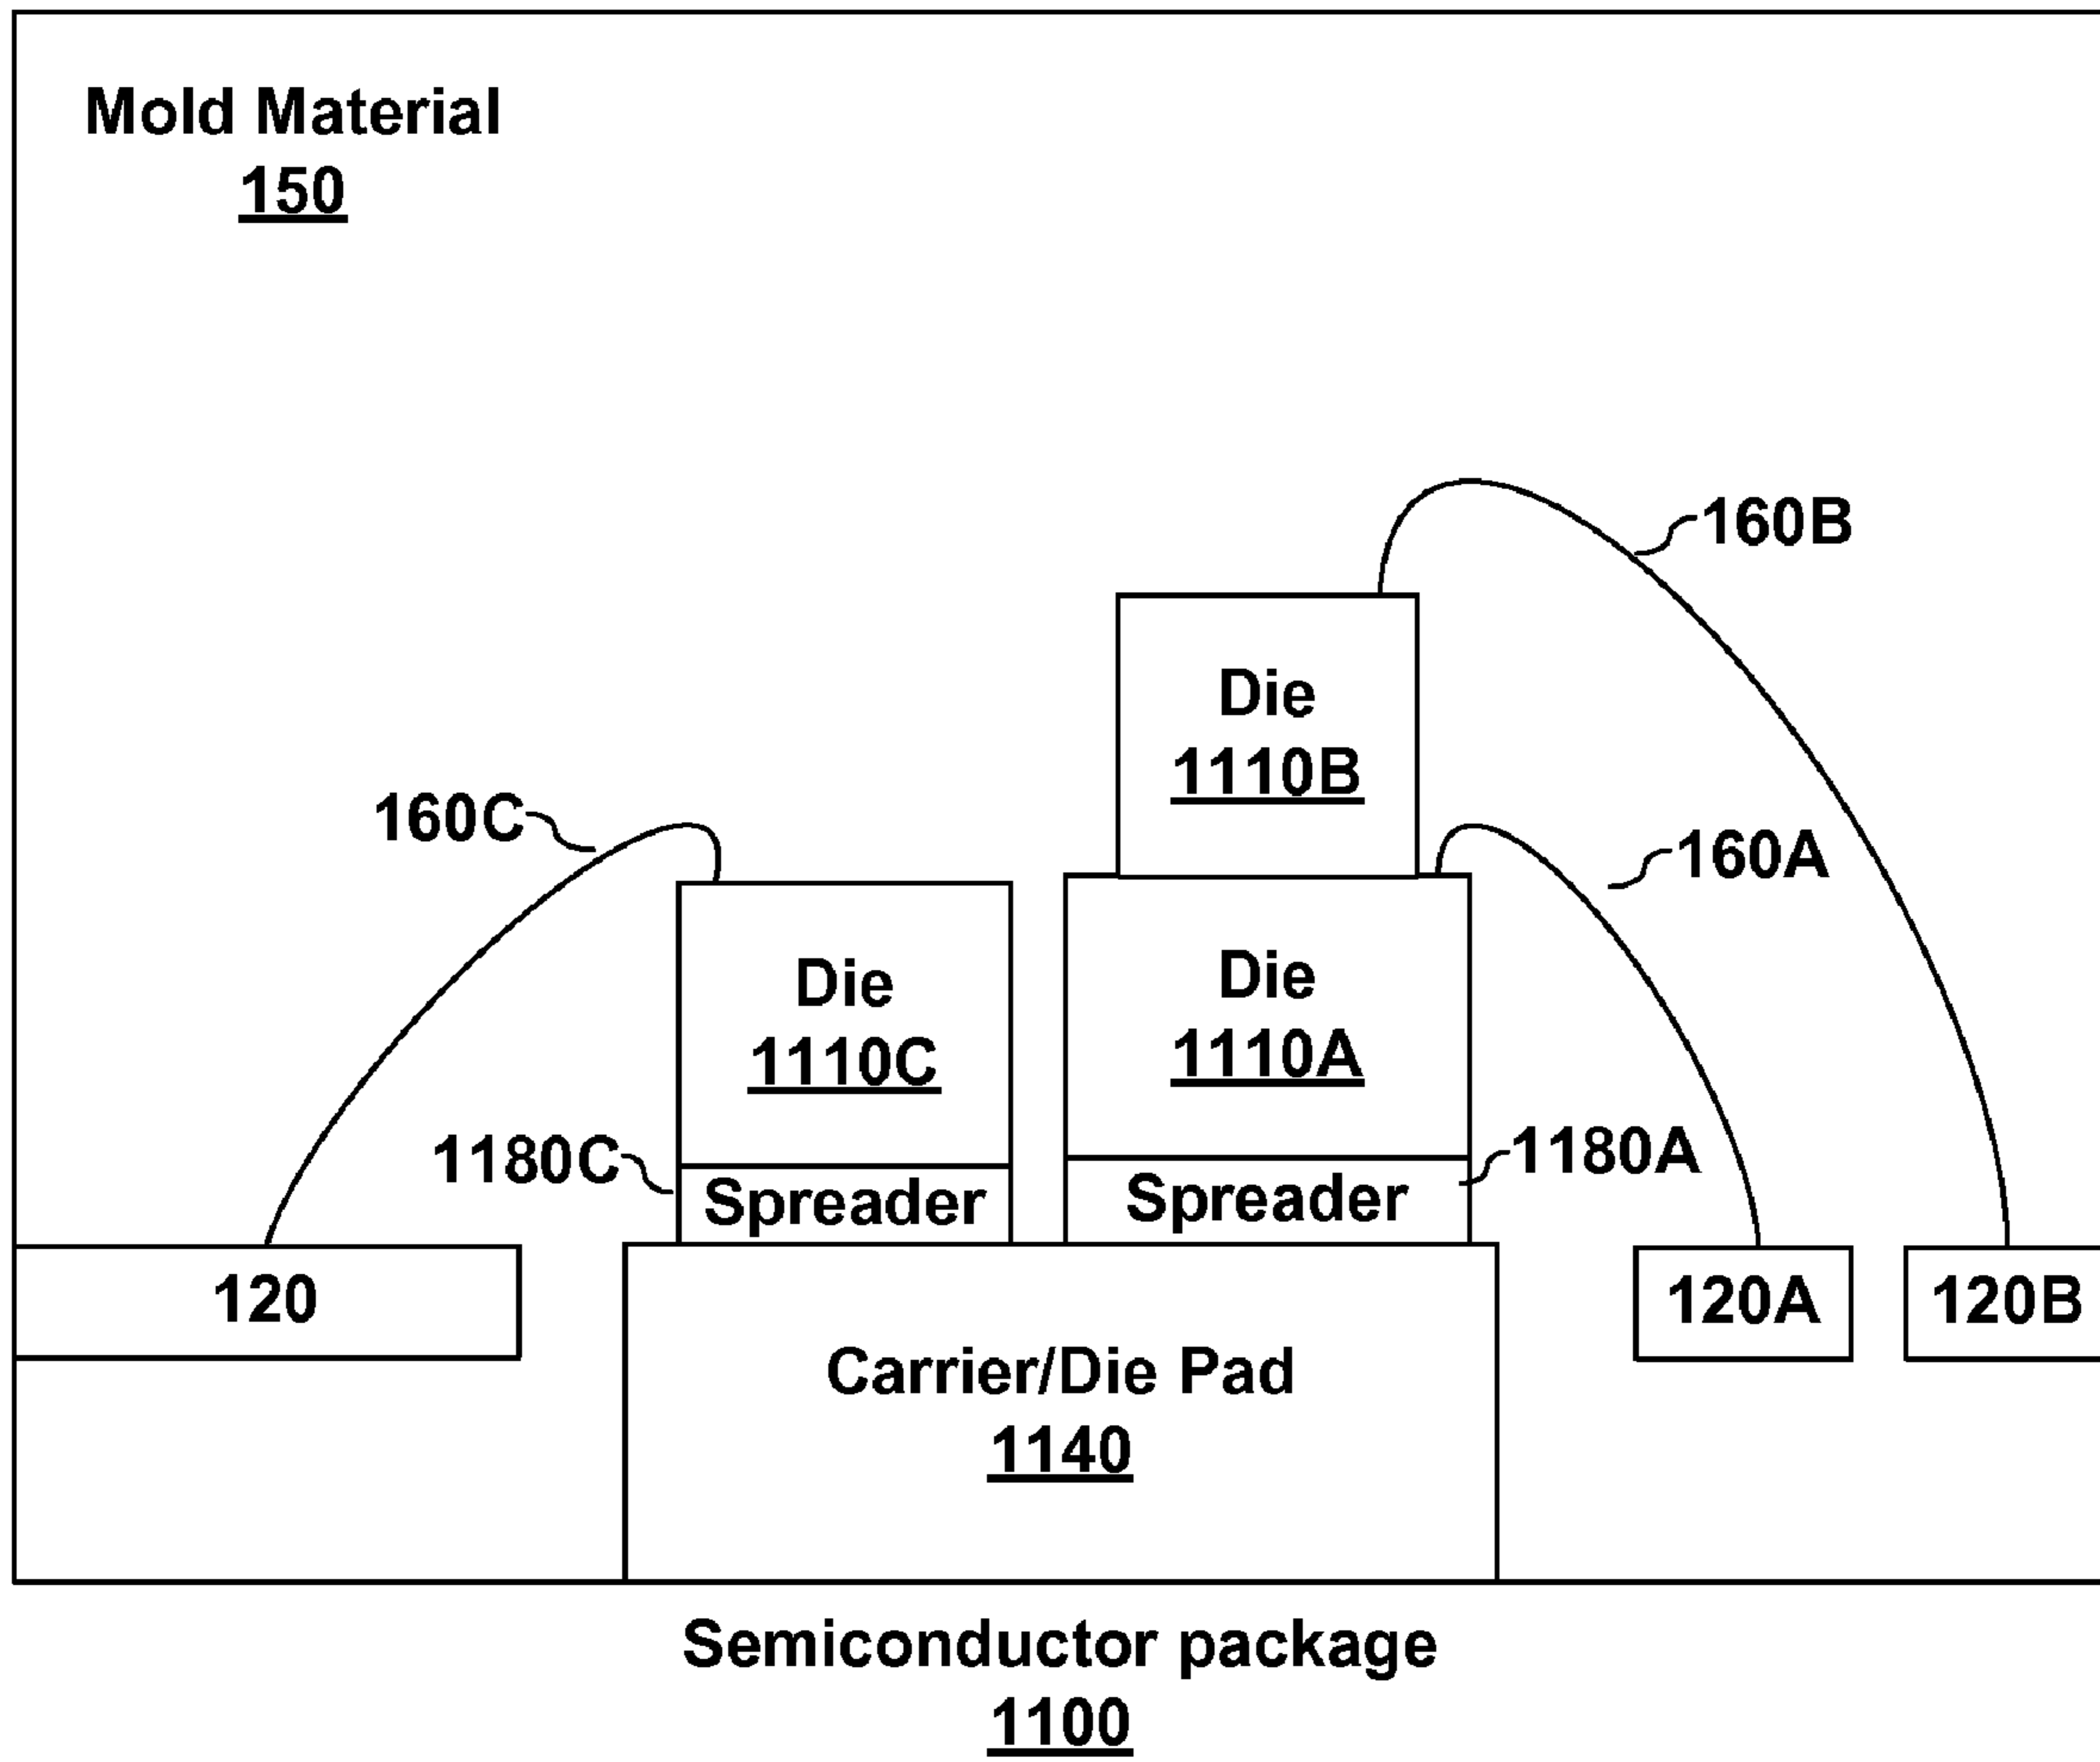 Mold Material
150
160B
Die
1110B
160C
160A
Die
1110C
Die
1110A
1180C
1180A
Spreader
Spreader
120
120A
120B
Carrier/Die Pad
1140
Semiconductor package
1100